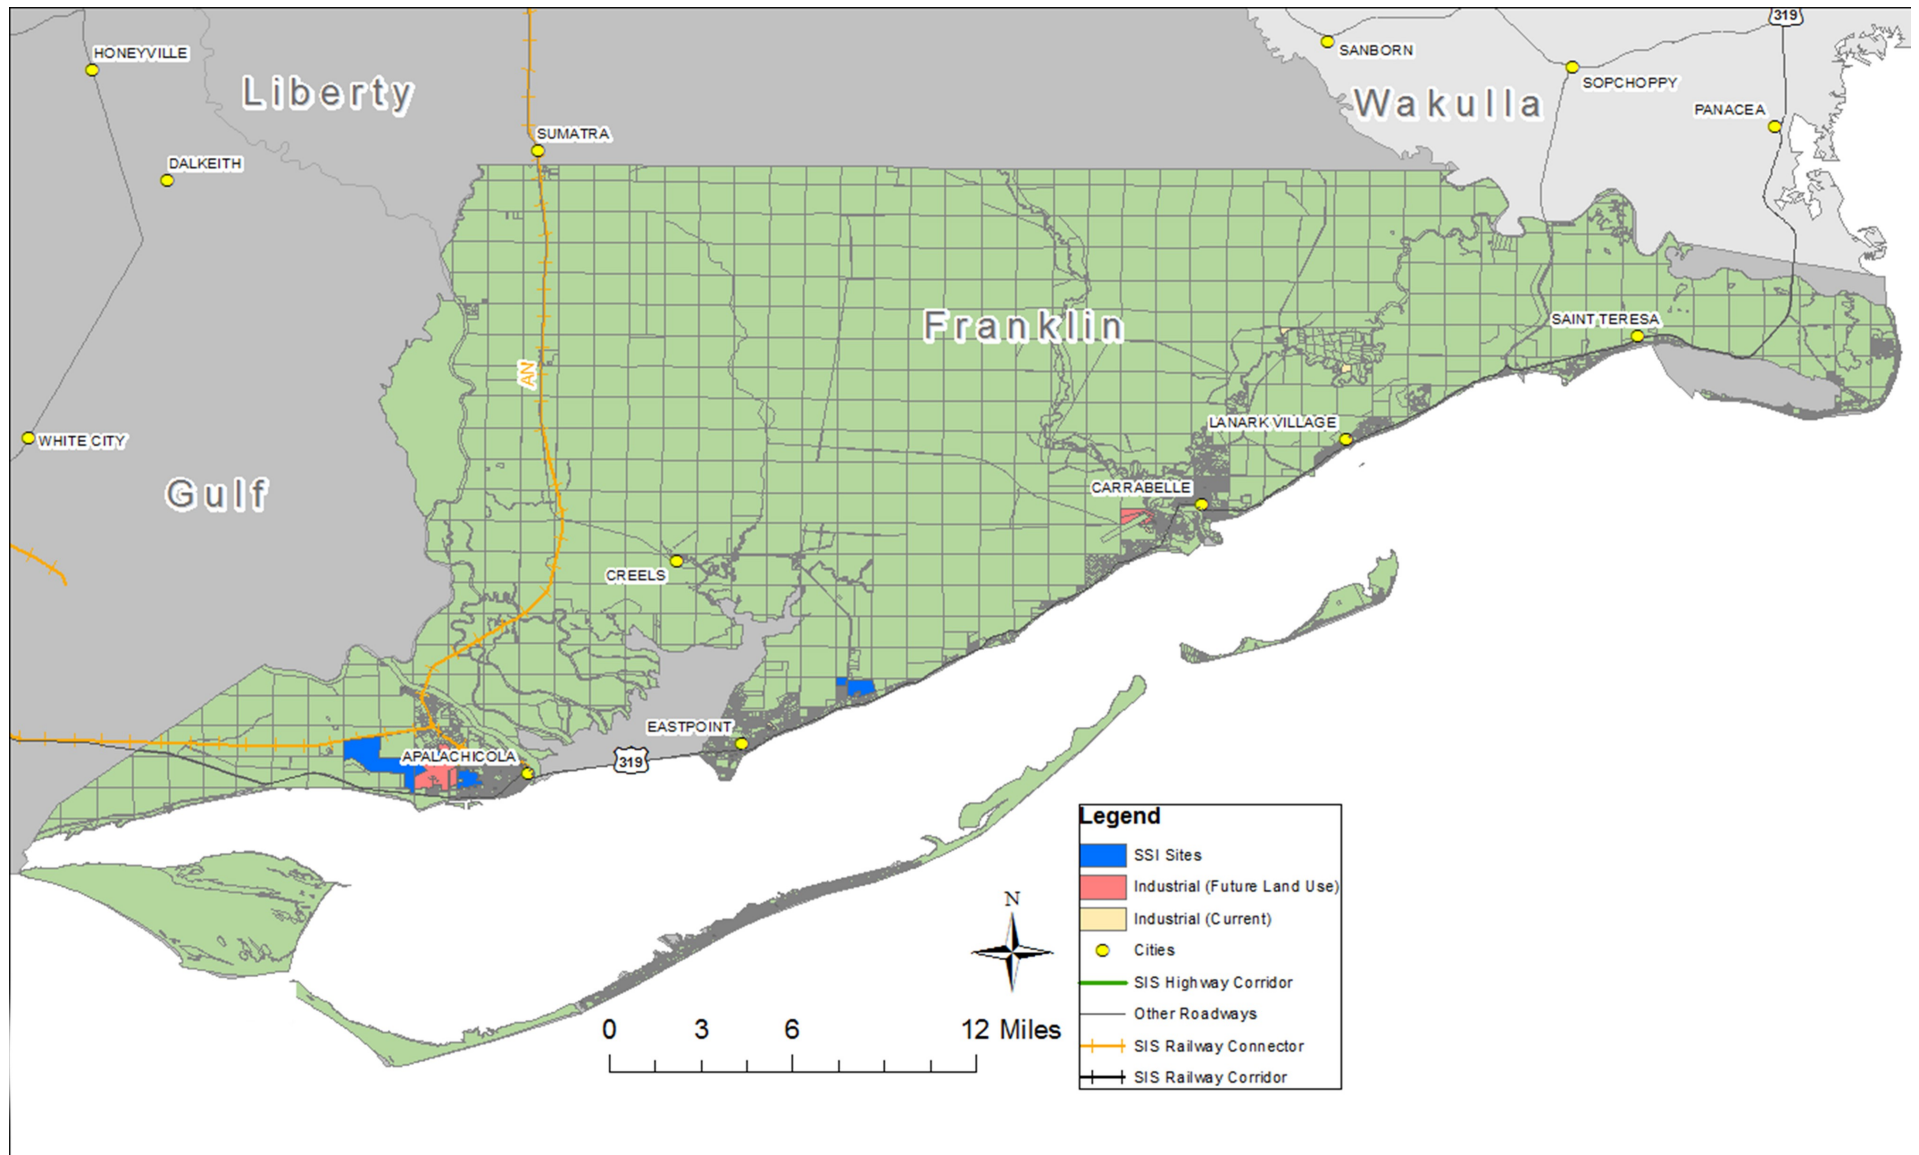 319
HONEYVILLE
SANBORN
SOPCHOPPY
Liberty
Wakulla
PANACEA
SUMATRA
DALKEITH
Franklin
SAINT TERESA
AN
LANARK VILLAGE
WHITE CITY
Gulf
CARRABELLE
CREELS
EASTPOINT
APALACHICOLA
319
Legend
SSI Sites
Industrial (Future Land Use)
Industrial (Current)
Cities
SIS Highway Corridor
Other Roadways
SIS Railway Connector
SIS Railway Corridor
N
0 3 6 12 Miles